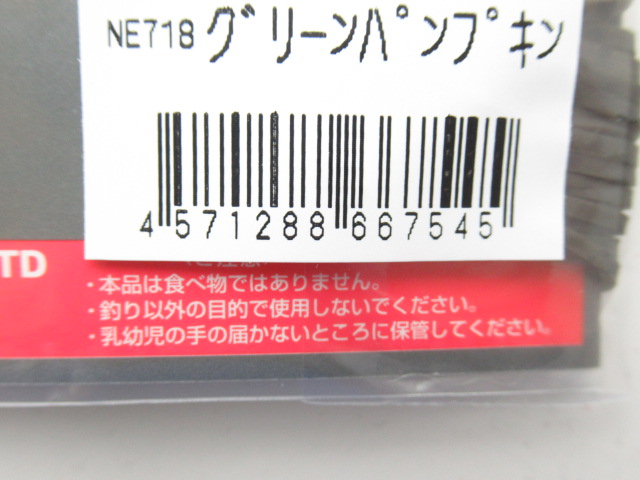 NE718 グリーンパンプキン
4 571288 667545
TD
・本品は食べ物ではありません。
・釣り以外の目的で使用しないでください。
・乳幼児の手の届かないところに保管してください。